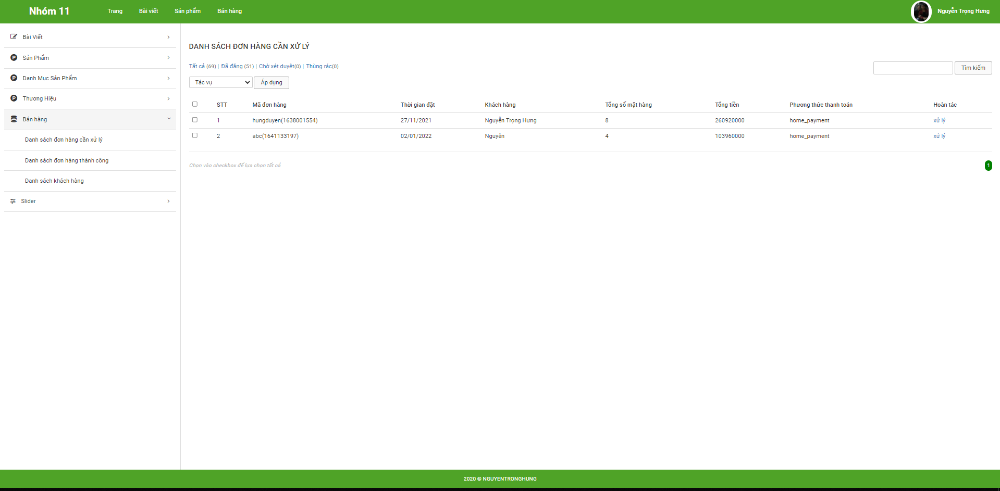 Nhóm 11 Trang Bài viết Sản phẩm Bán hàng Nguyễn Trọng Hưng
Bài Viết
Sản Phẩm
Danh Mục Sản Phẩm
Thương Hiệu
Bán hàng
Danh sách đơn hàng cần xử lý
Danh sách đơn hàng thành công
Danh sách khách hàng
Slider
DANH SÁCH ĐƠN HÀNG CẦN XỬ LÝ
Tất cả (69) | Đã đăng (51) | Chờ xét duyệt(0) | Thùng rác(0)
Tìm kiếm
Tác vụ Áp dụng
STT Mã đơn hàng Thời gian đặt Khách hàng Tổng số mặt hàng Tổng tiền Phương thức thanh toán Hoàn tác
1 hungduyen(1638001554) 27/11/2021 Nguyễn Trọng Hưng 8 260920000 home_payment xử lý
2 abc(1641133197) 02/01/2022 Nguyên 4 103960000 home_payment xử lý
Chọn vào checkbox để lựa chọn tất cả
1
2020 © NGUYENTRONGHUNG